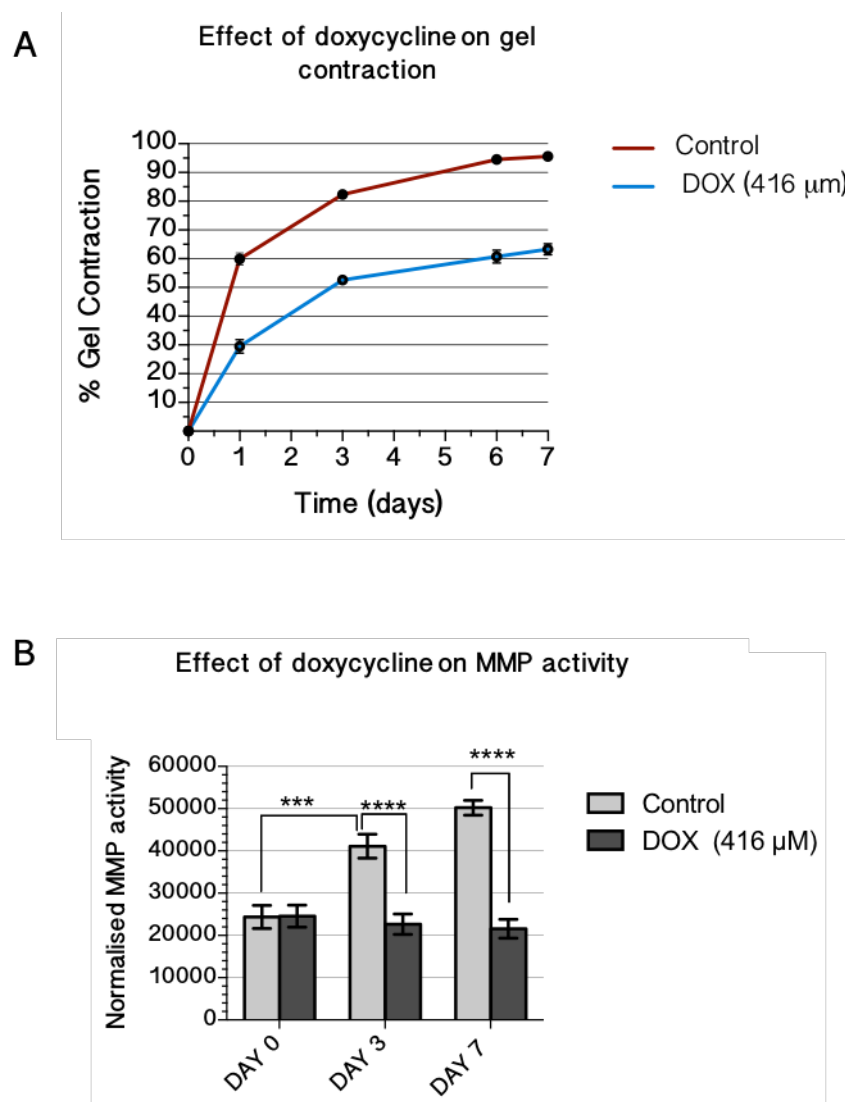 A
Effect of doxycycline on gel
contraction
100
90
80
70
60
50
40
30
20
10
% Gel Contraction
0 1 2 3 4 5 6 7
Time (days)
Control
DOX (416 μm)
B
Effect of doxycycline on MMP activity
Normalised MMP activity
60000
50000
40000
30000
20000
10000
0
*** **** ****
DAY 0 DAY 3 DAY 7
Control
DOX (416 μM)